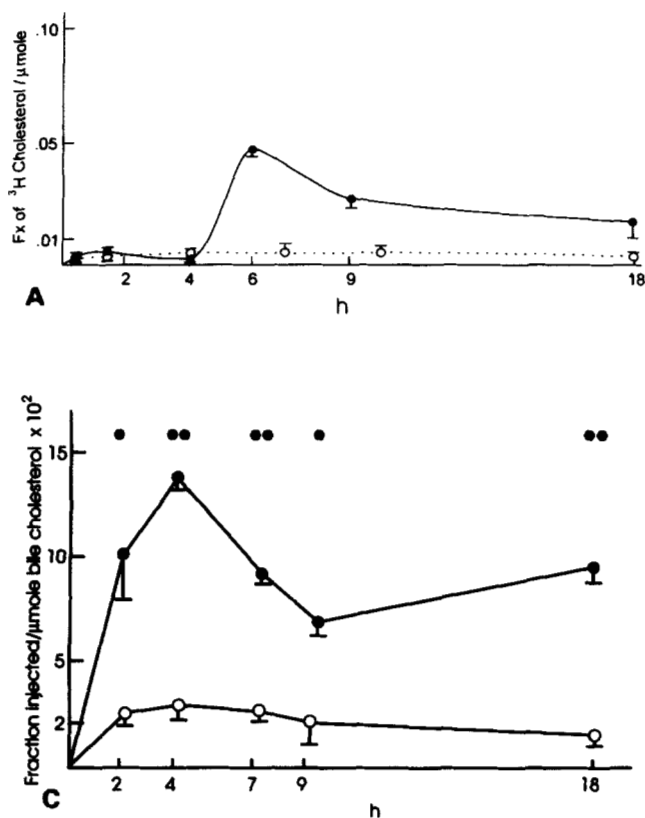 Fx of ³H Cholesterol / µmole
.10
.05
.01
2 4 6 9 18
A
h
Fraction injected/µmole bile cholesterol x 10²
15
10
5
2
2 4 7 9 18
C
h